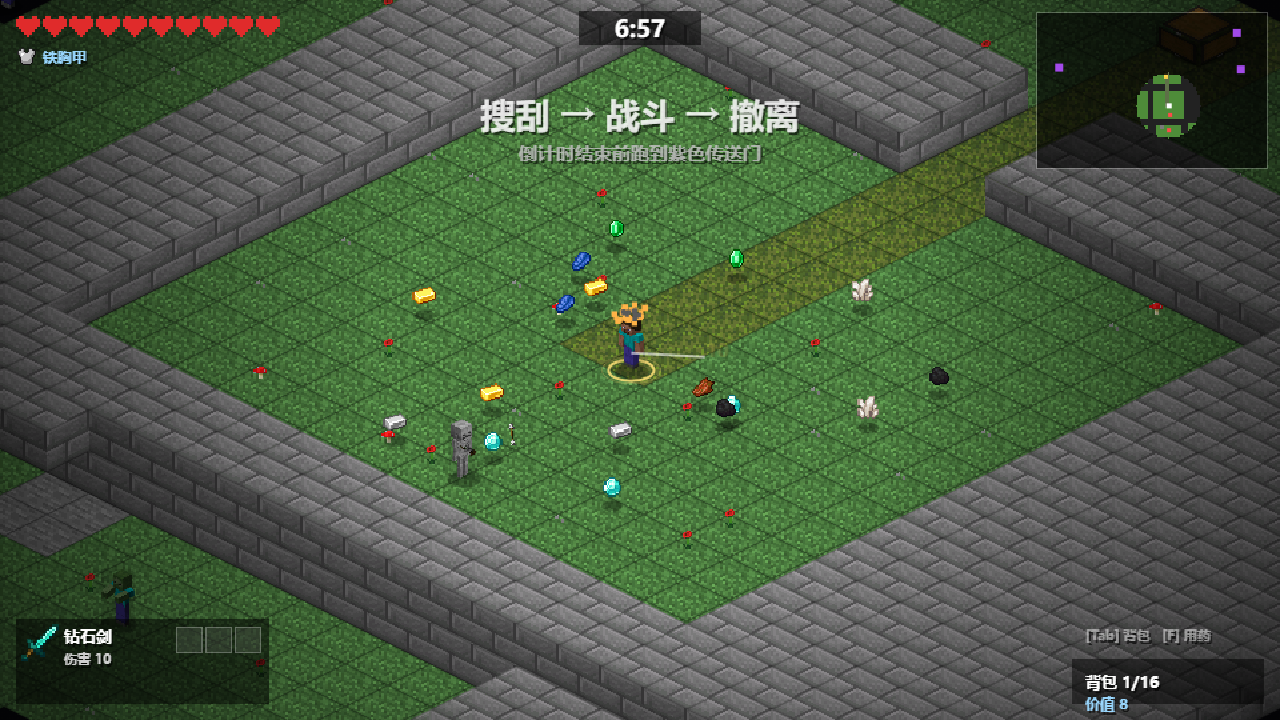 6:57
铁胸甲
搜刮 → 战斗 → 撤离
倒计时结束前跑到紫色传送门
钻石剑
伤害 10
[Tab] 背包 [F] 用药
背包 1/16
价值 8